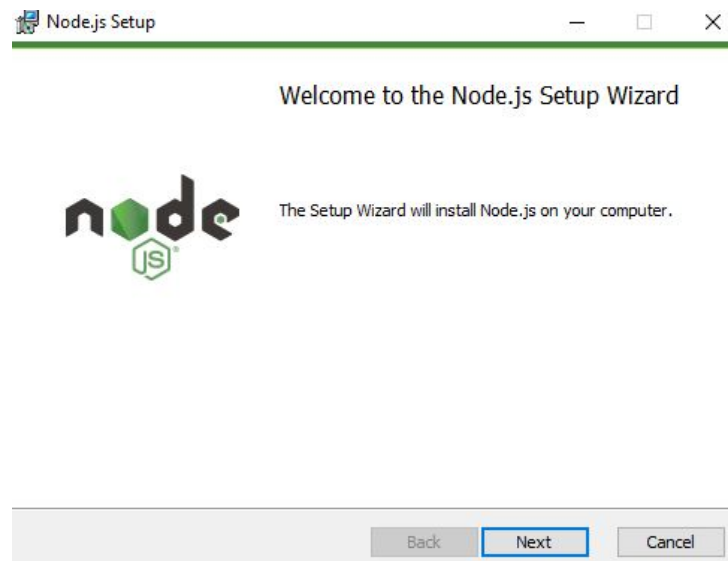 Node.js Setup
Welcome to the Node.js Setup Wizard
The Setup Wizard will install Node.js on your computer.
node
JS
Back
Next
Cancel